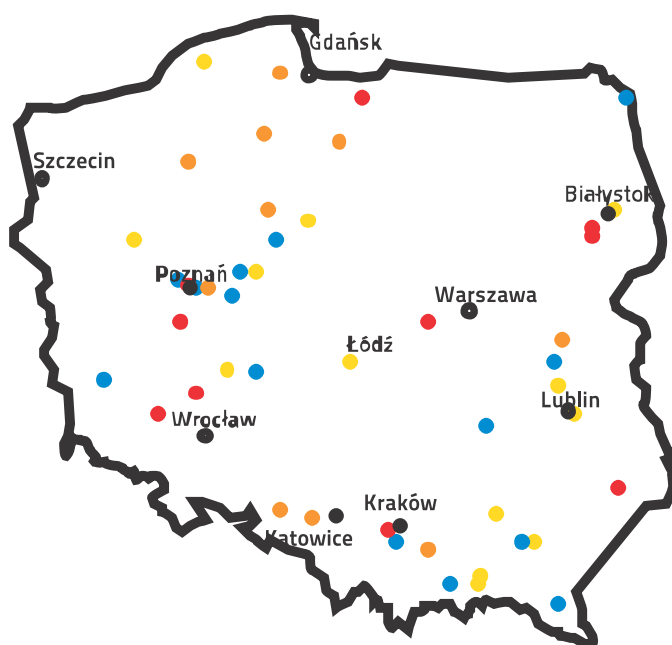 Gdańsk
Szczecin
Białystok
Poznań
Warszawa
Łódź
Lublin
Wrocław
Kraków
Katowice